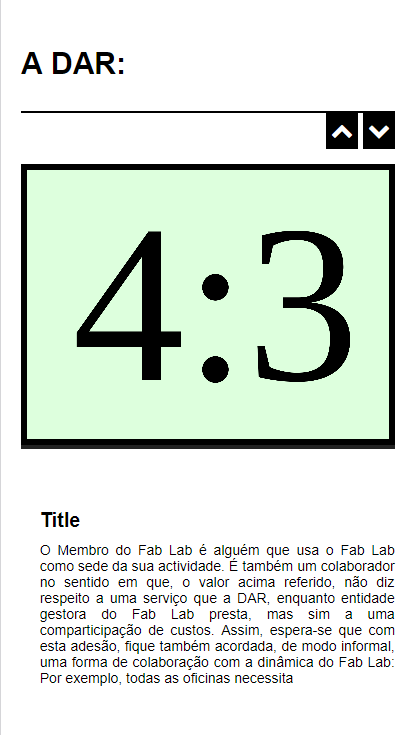 A DAR:
4:3
Title
O Membro do Fab Lab é alguém que usa o Fab Lab
como sede da sua actividade. É também um colaborador
no sentido em que, o valor acima referido, não diz
respeito a uma serviço que a DAR, enquanto entidade
gestora do Fab Lab presta, mas sim a uma
comparticipação de custos. Assim, espera-se que com
esta adesão, fique também acordada, de modo informal,
uma forma de colaboração com a dinâmica do Fab Lab:
Por exemplo, todas as oficinas necessita